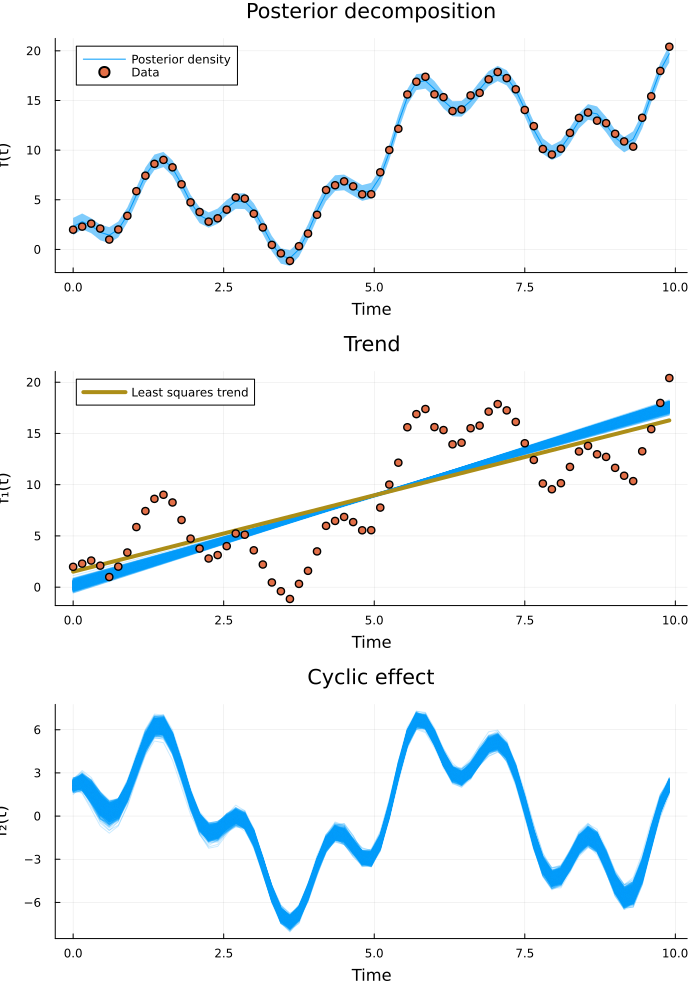 Posterior decomposition
20
15
10
5
0
f(t)
Posterior density
Data
0.0 2.5 5.0 7.5 10.0
Time
Trend
20
15
10
5
0
f₁(t)
Least squares trend
0.0 2.5 5.0 7.5 10.0
Time
Cyclic effect
6
3
0
−3
−6
f₂(t)
0.0 2.5 5.0 7.5 10.0
Time